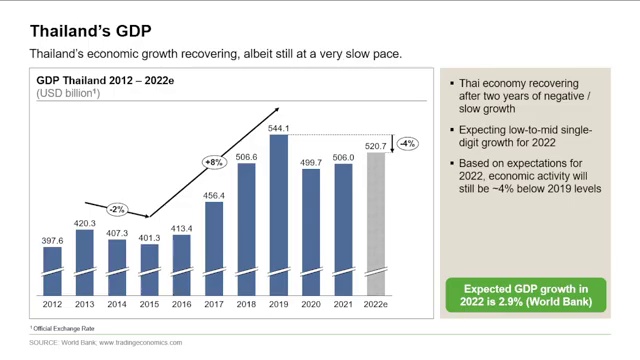 Thailand's GDP
Thailand's economic growth recovering, albeit still at a very slow pace.
GDP Thailand 2012 – 2022e
(USD billion¹)
397.6
420.3
407.3
401.3
413.4
456.4
506.6
544.1
499.7
506.0
520.7
-2%
+8%
-4%
2012
2013
2014
2015
2016
2017
2018
2019
2020
2021
2022e
▪ Thai economy recovering
after two years of negative /
slow growth
▪ Expecting low-to-mid single-
digit growth for 2022
▪ Based on expectations for
2022, economic activity will
still be ~4% below 2019 levels
Expected GDP growth in
2022 is 2.9% (World Bank)
¹ Official Exchange Rate
SOURCE: World Bank, www.tradingeconomics.com